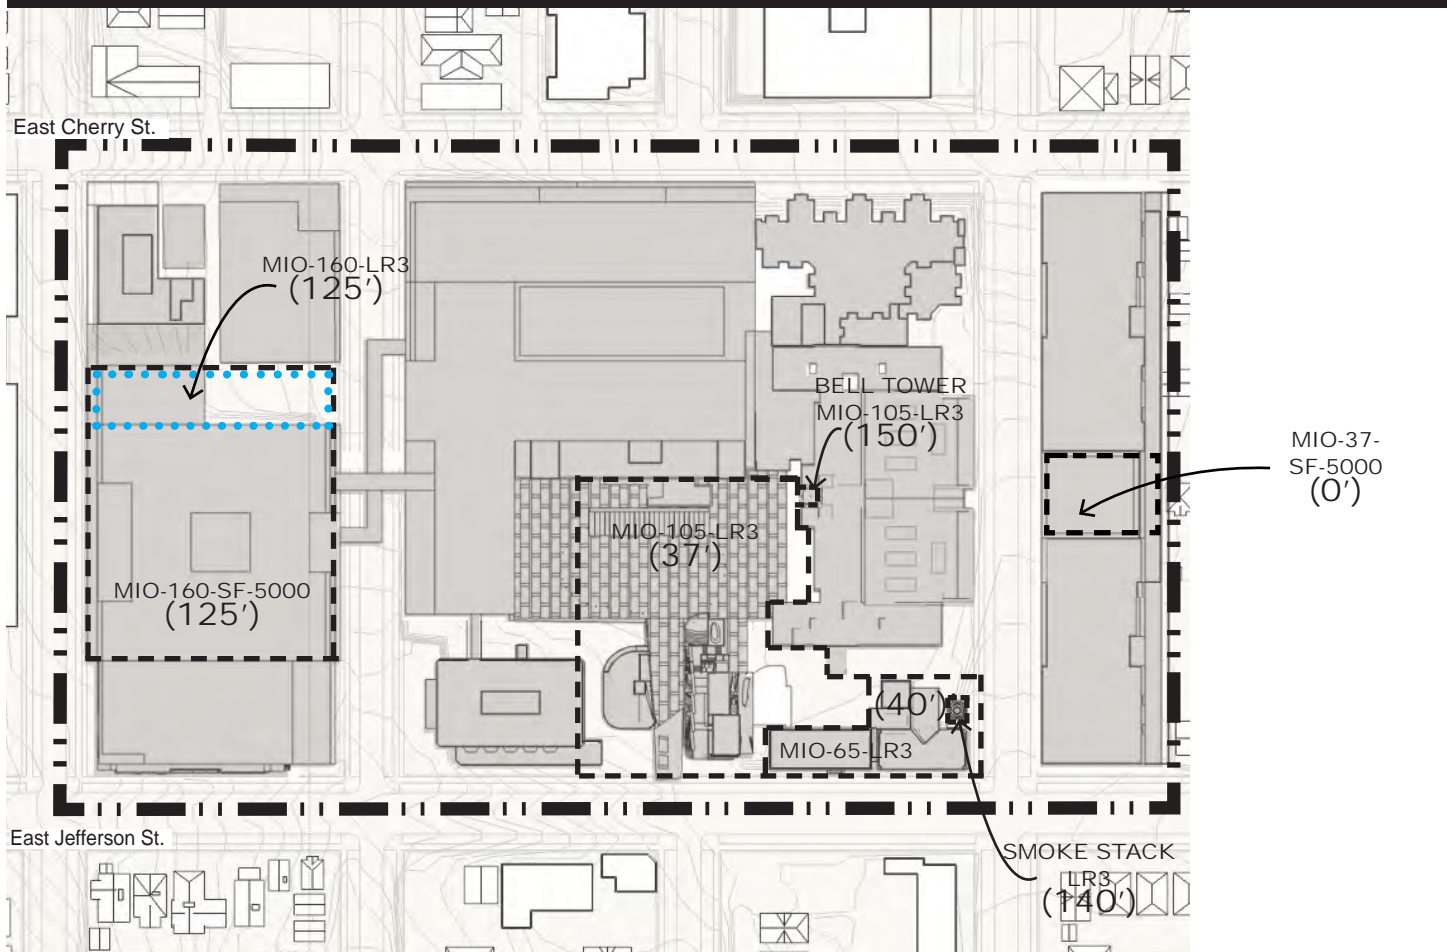 East Cherry St.
MIO-160-LR3
(125')
BELL TOWER
MIO-105-LR3
(150')
MIO-37-
SF-5000
(0')
MIO-105-LR3
(37')
MIO-160-SF-5000
(125')
(40')
MIO-65-LR3
East Jefferson St.
SMOKE STACK
LR3
(140')